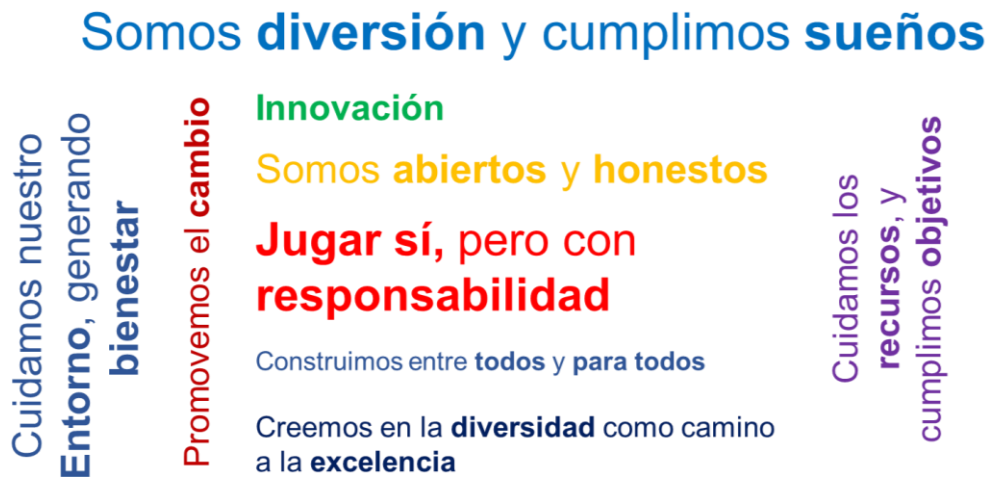 Somos diversión y cumplimos sueños
Cuidamos nuestro
Entorno, generando
bienestar
Promovemos el cambio
Innovación
Somos abiertos y honestos
Jugar sí, pero con
responsabilidad
Construimos entre todos y para todos
Creemos en la diversidad como camino
a la excelencia
Cuidamos los
recursos, y
cumplimos objetivos